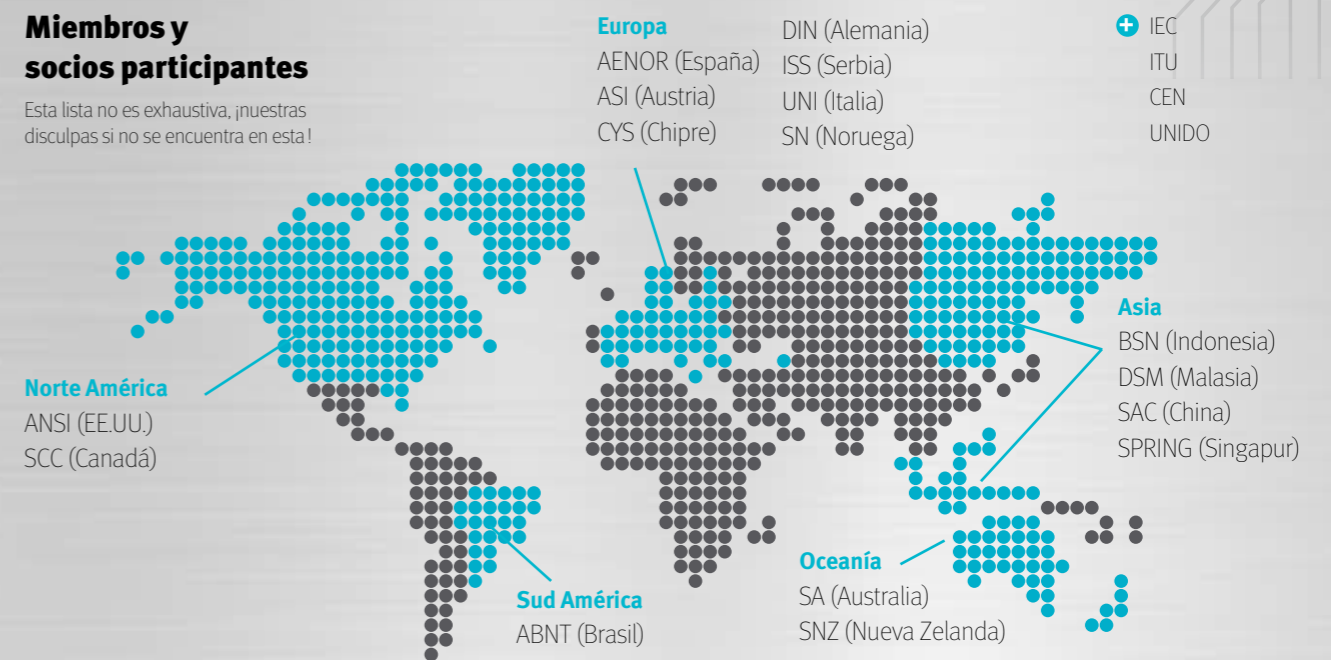 Miembros y
socios participantes
Esta lista no es exhaustiva, ¡nuestras
disculpas si no se encuentra en esta!
Europa
AENOR (España)
ASI (Austria)
CYS (Chipre)
DIN (Alemania)
ISS (Serbia)
UNI (Italia)
SN (Noruega)
+ IEC
ITU
CEN
UNIDO
Norte América
ANSI (EE.UU.)
SCC (Canadá)
Asia
BSN (Indonesia)
DSM (Malasia)
SAC (China)
SPRING (Singapur)
Sud América
ABNT (Brasil)
Oceanía
SA (Australia)
SNZ (Nueva Zelanda)